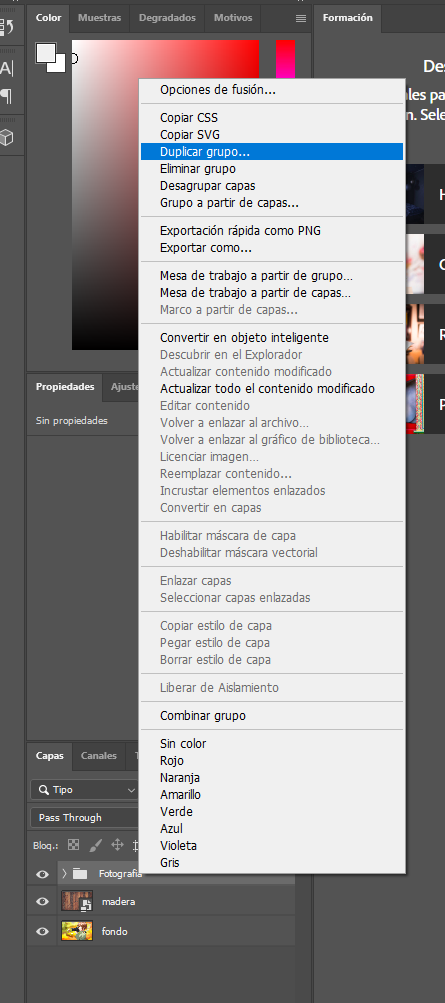 Color Muestras Degradados Motivos
Formación
Des
les pa
n. Sele
Opciones de fusión...
Copiar CSS
Copiar SVG
Duplicar grupo...
Eliminar grupo
Desagrupar capas
Grupo a partir de capas...
Exportación rápida como PNG
Exportar como...
Mesa de trabajo a partir de grupo...
Mesa de trabajo a partir de capas...
Marco a partir de capas...
Convertir en objeto inteligente
Descubrir en el Explorador
Actualizar contenido modificado
Actualizar todo el contenido modificado
Editar contenido
Volver a enlazar al archivo...
Volver a enlazar al gráfico de biblioteca...
Licenciar imagen...
Reemplazar contenido...
Incrustar elementos enlazados
Convertir en capas
Habilitar máscara de capa
Deshabilitar máscara vectorial
Enlazar capas
Seleccionar capas enlazadas
Copiar estilo de capa
Pegar estilo de capa
Borrar estilo de capa
Liberar de Aislamiento
Combinar grupo
Sin color
Rojo
Naranja
Amarillo
Verde
Azul
Violeta
Gris
Propiedades Ajuste
Sin propiedades
Capas Canales T
Tipo
Pass Through
Bloq.:
Fotografía
madera
fondo